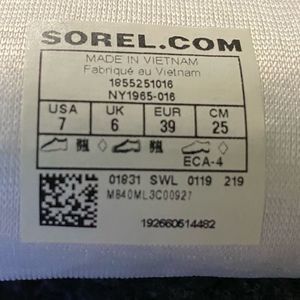 SOREL.COM
MADE IN VIETNAM
Fabriqué au Vietnam
1855251016
NY1965-016
USA UK EUR CM
7 6 39 25
ECA-4
01831 SWL 0119 219
M840ML3C00927
192660614482